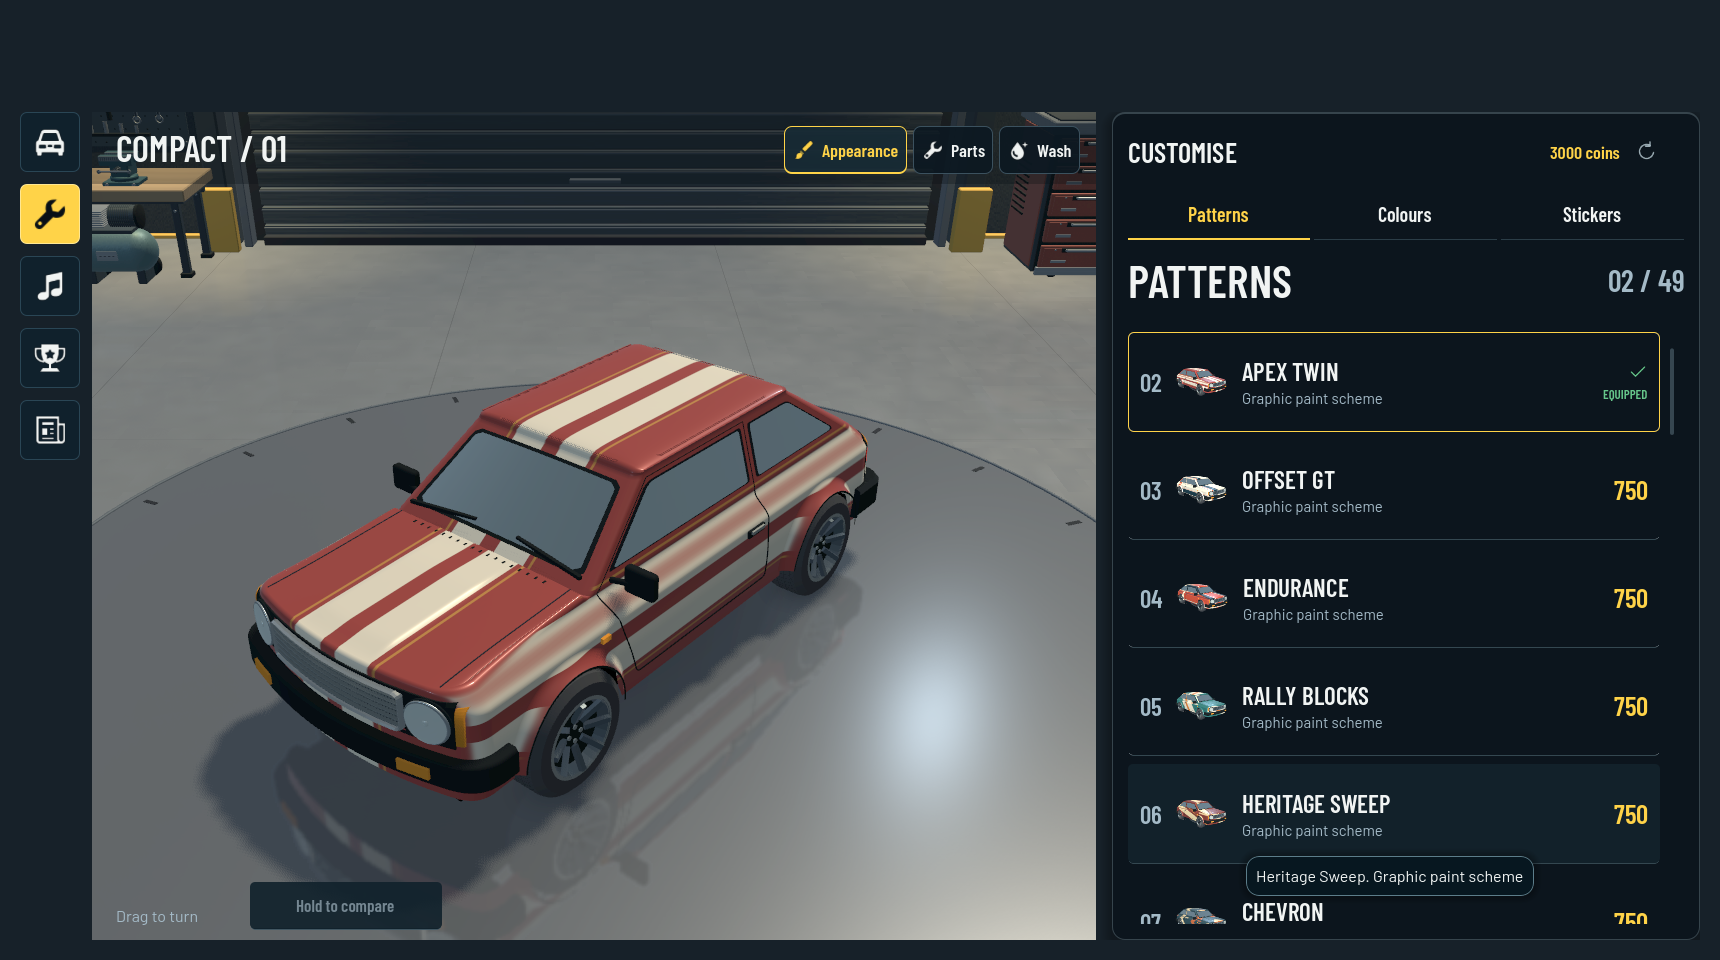 COMPACT / 01
Appearance
Parts
Wash
Drag to turn
Hold to compare
CUSTOMISE
3000 coins
Patterns
Colours
Stickers
PATTERNS
02 / 49
02
APEX TWIN
Graphic paint scheme
EQUIPPED
03
OFFSET GT
Graphic paint scheme
750
04
ENDURANCE
Graphic paint scheme
750
05
RALLY BLOCKS
Graphic paint scheme
750
06
HERITAGE SWEEP
Graphic paint scheme
750
Heritage Sweep. Graphic paint scheme
07
CHEVRON
750